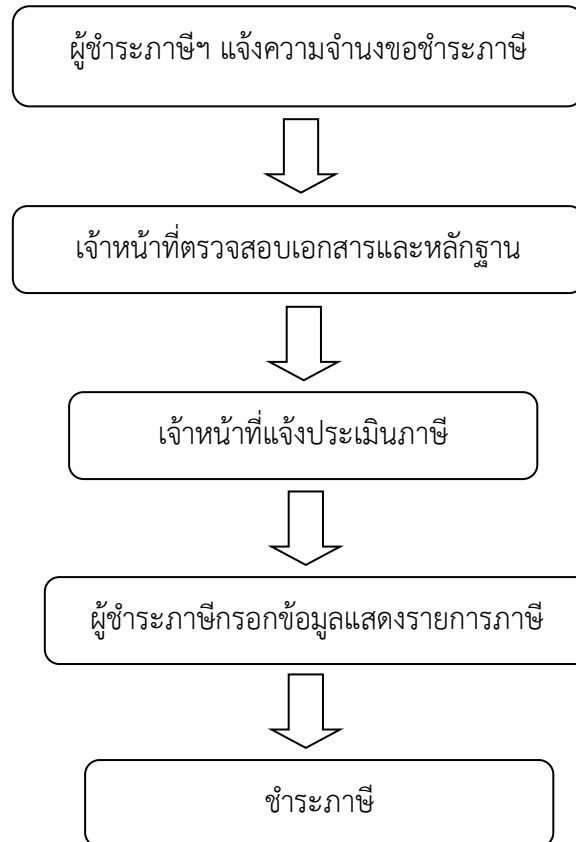 ผู้ชำระภาษีฯ แจ้งความจำนงขอชำระภาษี
เจ้าหน้าที่ตรวจสอบเอกสารและหลักฐาน
เจ้าหน้าที่แจ้งประเมินภาษี
ผู้ชำระภาษีกรอกข้อมูลแสดงรายการภาษี
ชำระภาษี